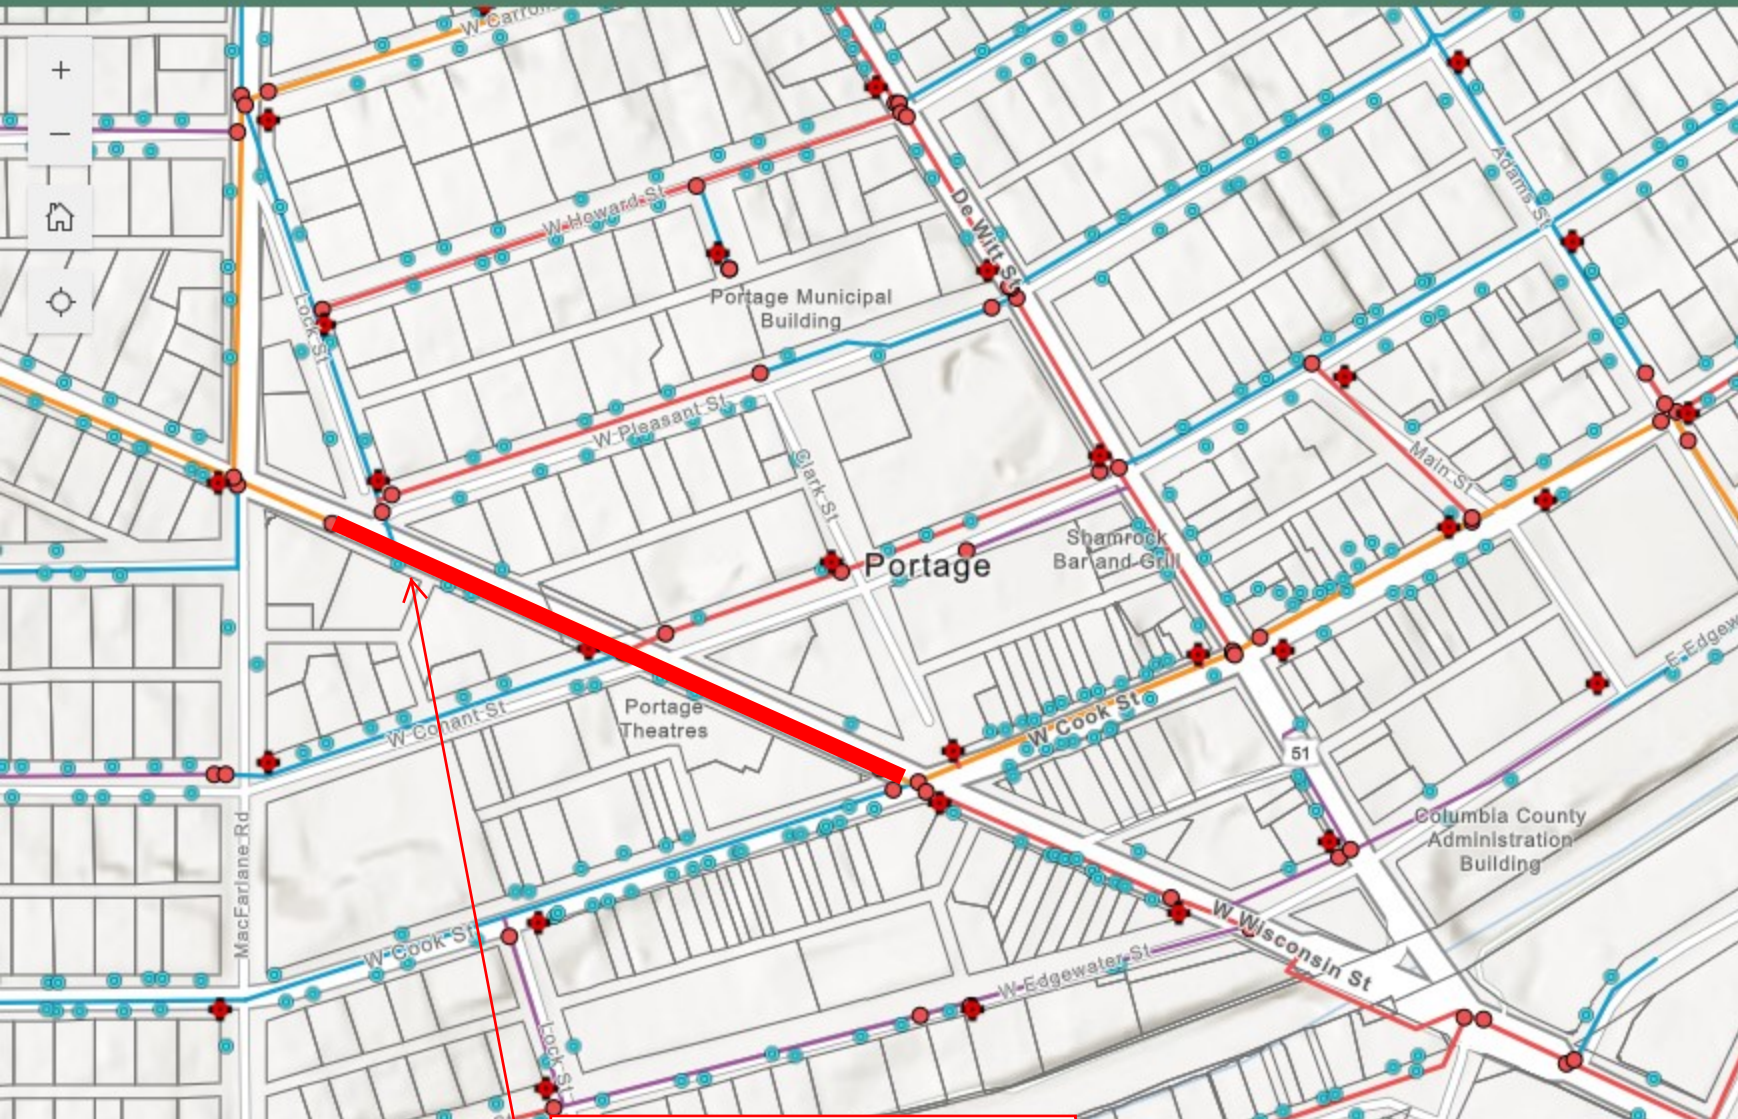 W Carroll
+
−
Adams St
W Howard St
De Witt St
Portage Municipal
Building
Lock St
W Pleasant St
Clark St
Main St
Shamrock
Bar and Grill
Portage
E Edgew
Portage
Theatres
W Conant St
W Cook St
51
Columbia County
Administration
Building
MacFarlane Rd
W Cook St
W Wisconsin St
W Edgewater St
Lock St